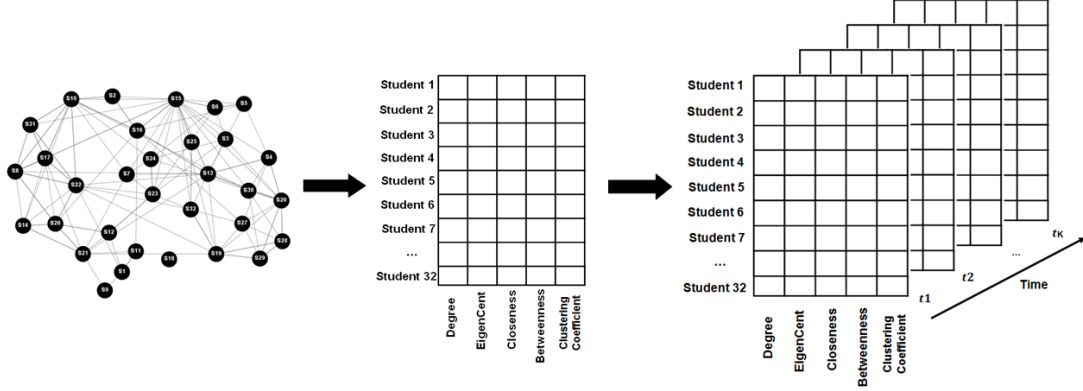 S10
S2
S15
S6
S5
S31
S16
S25
S3
S17
S24
S4
S8
S7
S13
S22
S23
S30
S20
S32
S14
S26
S12
S27
S28
S21
S11
S18
S19
S29
S1
S9
Student 1
Student 2
Student 3
Student 4
Student 5
Student 6
Student 7
...
Student 32
Degree
EigenCent
Closeness
Betweenness
Clustering
Coefficient
Student 1
Student 2
Student 3
Student 4
Student 5
Student 6
Student 7
...
Student 32
Degree
EigenCent
Closeness
Betweenness
Clustering
Coefficient
t1
t2
...
tK
Time